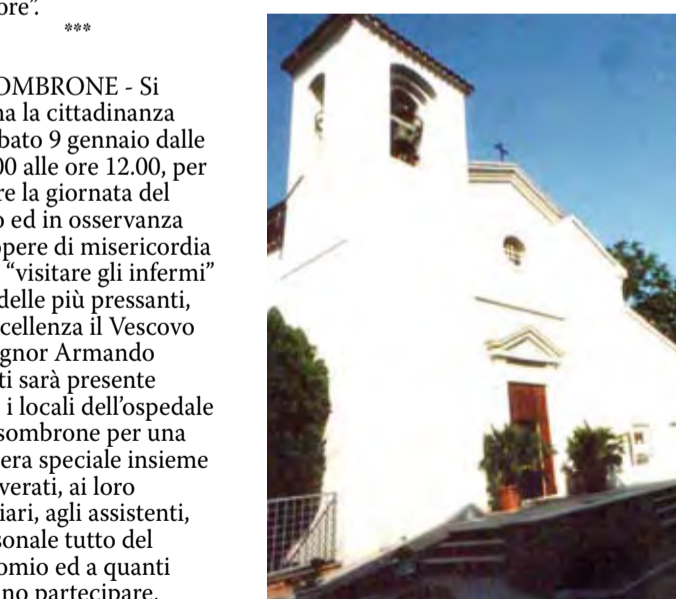 ore".
***
OMBRONE - Si
na la cittadinanza
bato 9 gennaio dalle
00 alle ore 12.00, per
re la giornata del
o ed in osservanza
opere di misericordia
“visitare gli infermi”
delle più pressanti,
ccellenza il Vescovo
ignor Armando
ti sarà presente
i locali dell’ospedale
sombrone per una
era speciale insieme
verati, ai loro
iari, agli assistenti,
sonale tutto del
omio ed a quanti
no partecipare.